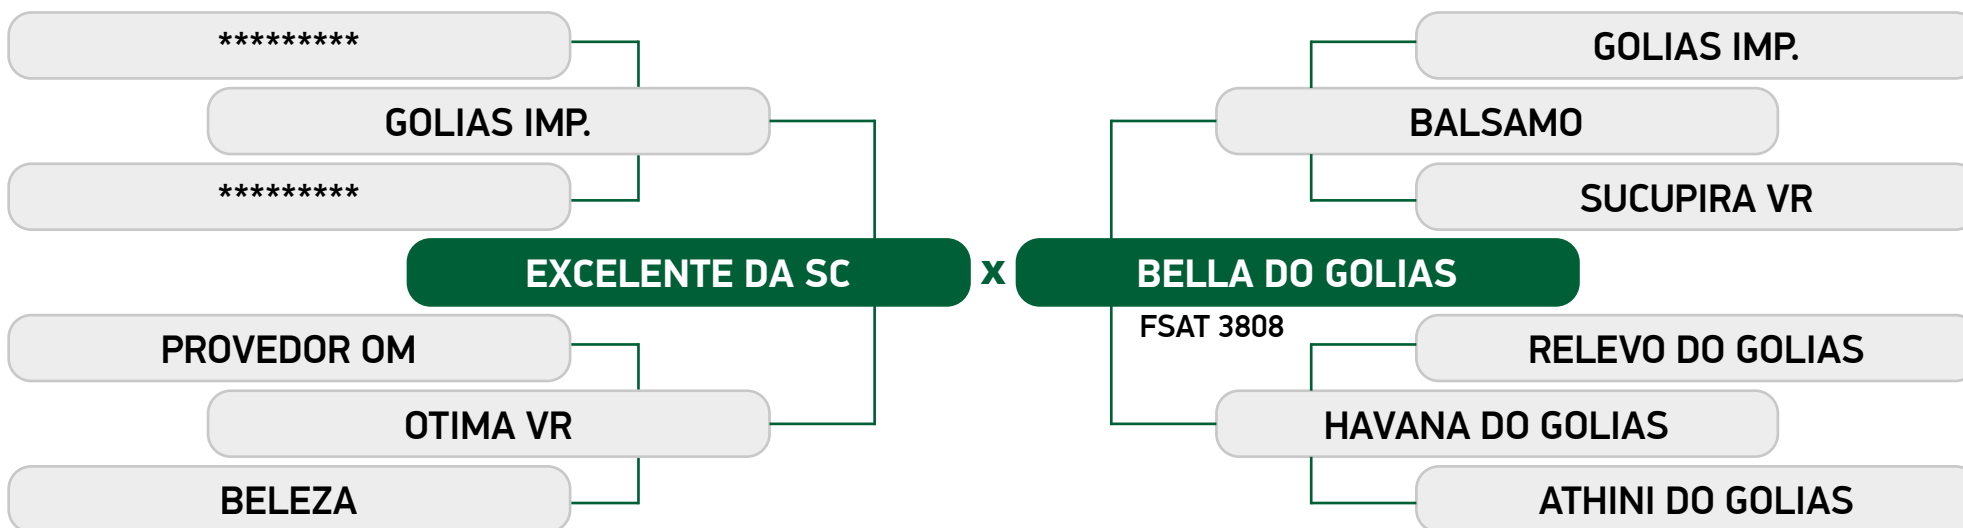 *********
GOLIAS IMP.
GOLIAS IMP.
BALSAMO
*********
SUCUPIRA VR
EXCELENTE DA SC x BELLA DO GOLIAS
FSAT 3808
PROVEDOR OM
RELEVO DO GOLIAS
OTIMA VR
HAVANA DO GOLIAS
BELEZA
ATHINI DO GOLIAS